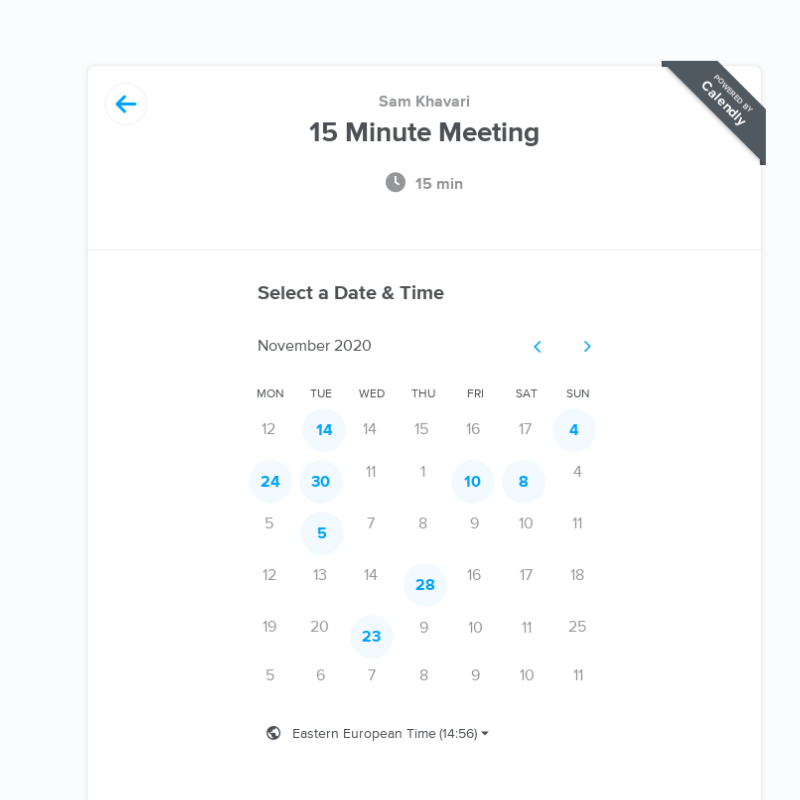 POWERED BY
Calendly
Sam Khavari
15 Minute Meeting
15 min
Select a Date & Time
November 2020
MON TUE WED THU FRI SAT SUN
12 14 14 15 16 17 4
24 30 11 1 10 8 4
5 5 7 8 9 10 11
12 13 14 28 16 17 18
19 20 23 9 10 11 25
5 6 7 8 9 10 11
Eastern European Time (14:56)